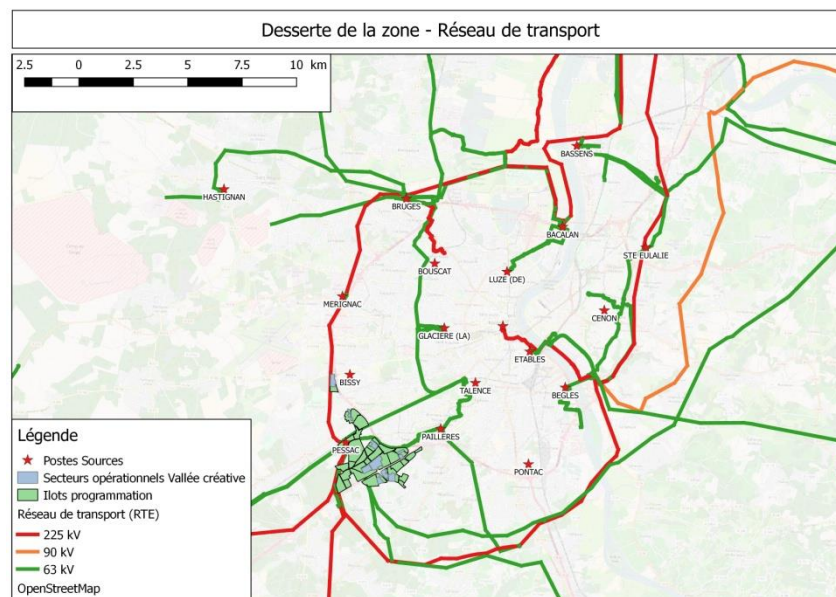 Desserte de la zone - Réseau de transport
2.5 0 2.5 5 7.5 10 km
BASSENS
HASTIGNAN
BRUGES
BACALAN
STE EULALIE
BOUSCAT
LUZE (DE)
MERIGNAC
CENON
GLACIERE (LA)
ETABLES
BISSY
TALENCE
BEGLES
PAILLERES
PESSAC
PONTAC
Légende
Postes Sources
Secteurs opérationnels Vallée créative
Ilots programmation
Réseau de transport (RTE)
225 kV
90 kV
63 kV
OpenStreetMap